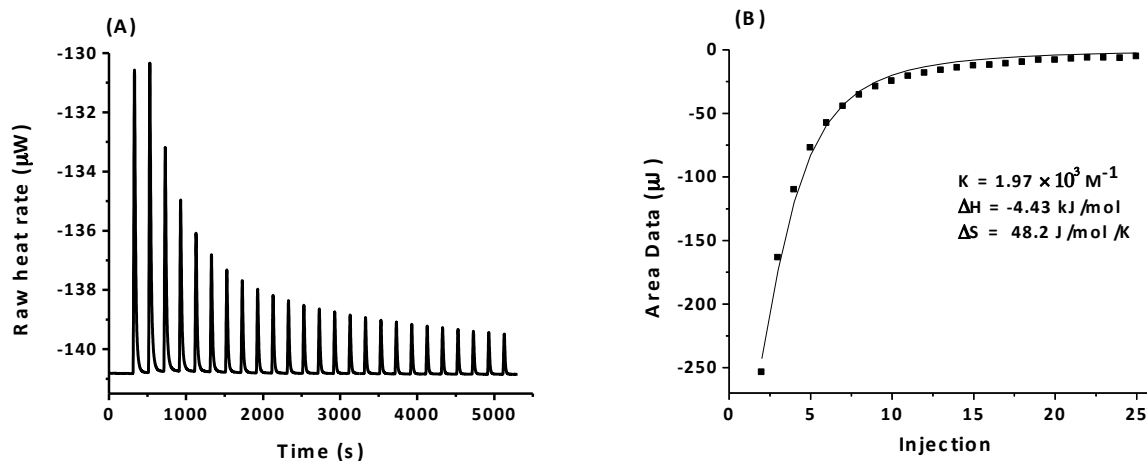 (A)
-130
-132
-134
-136
-138
-140
Raw heat rate (μW)
0 1000 2000 3000 4000 5000
Time (s)
(B)
0
-50
-100
-150
-200
-250
Area Data (μJ)
K = 1.97 × 10³ M⁻¹
ΔH = -4.43 kJ/mol
ΔS = 48.2 J/mol/K
0 5 10 15 20 25
Injection